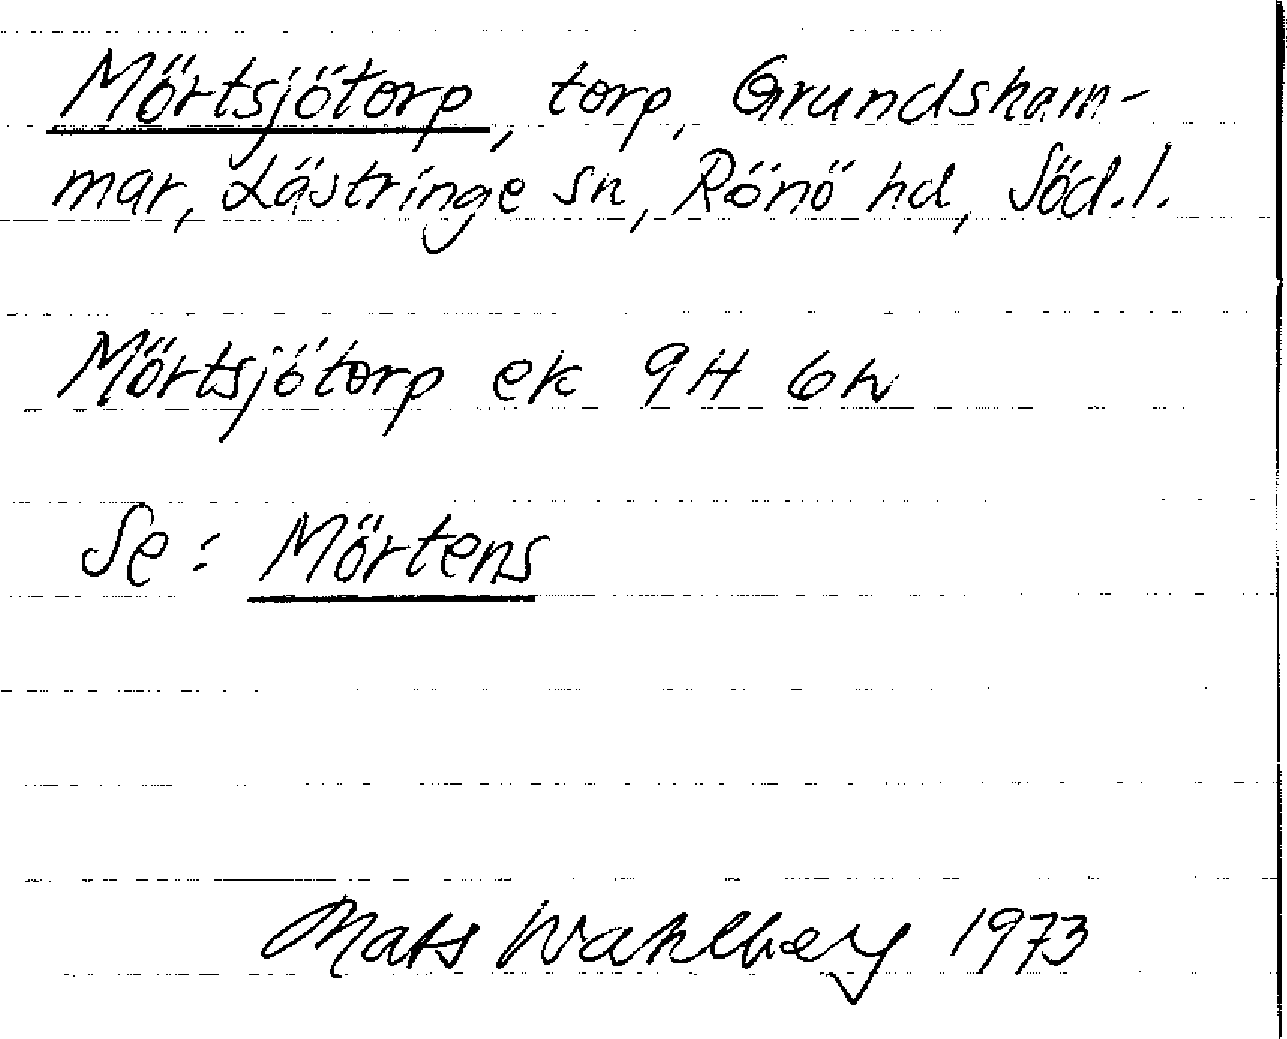 Mörtsjötorp, torp, Grundsham-
mar, Lästringe sn, Rönö hd, Söd.l.
Mörtsjötorp ek 9H 6h
Se: Mörtens
Mats Wahlberg 1973